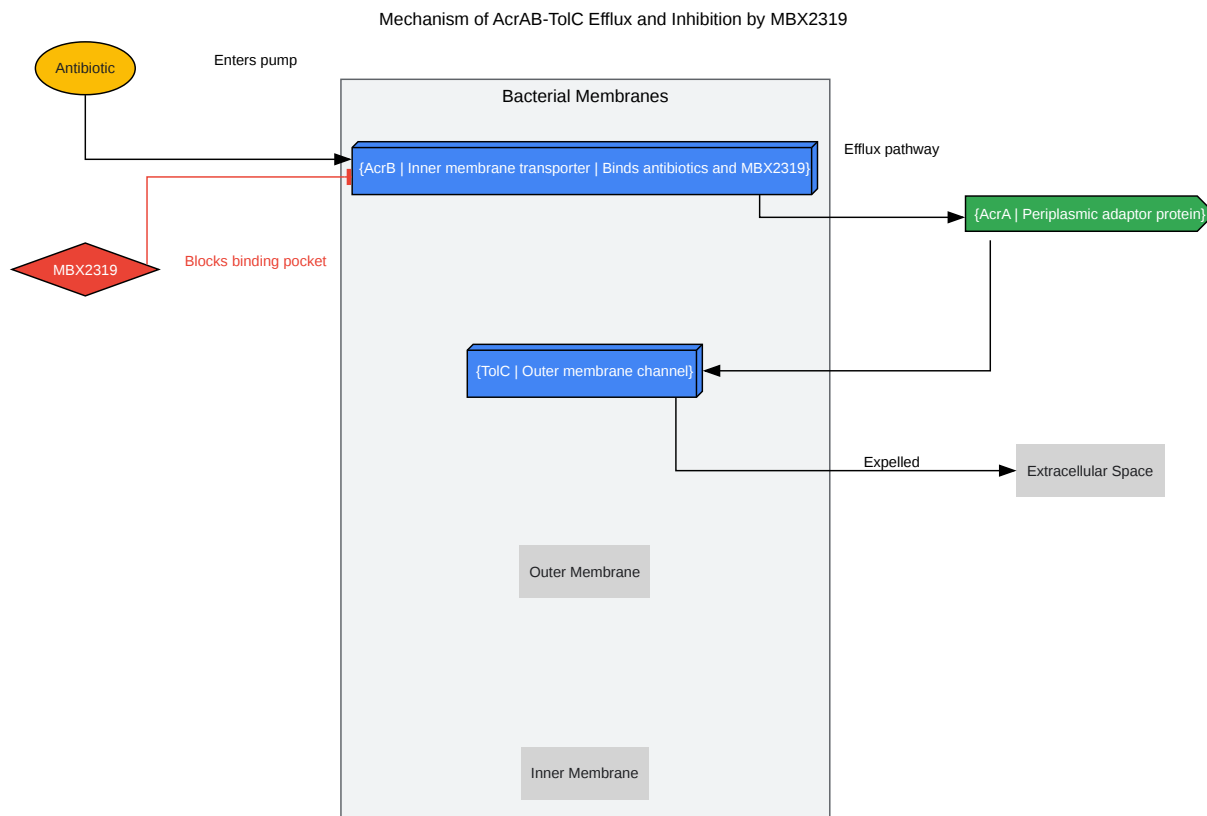 Mechanism of AcrAB-TolC Efflux and Inhibition by MBX2319
Antibiotic
Enters pump
Bacterial Membranes
{AcrB | Inner membrane transporter | Binds antibiotics and MBX2319}
Efflux pathway
{AcrA | Periplasmic adaptor protein}
MBX2319
Blocks binding pocket
{TolC | Outer membrane channel}
Expelled
Extracellular Space
Outer Membrane
Inner Membrane